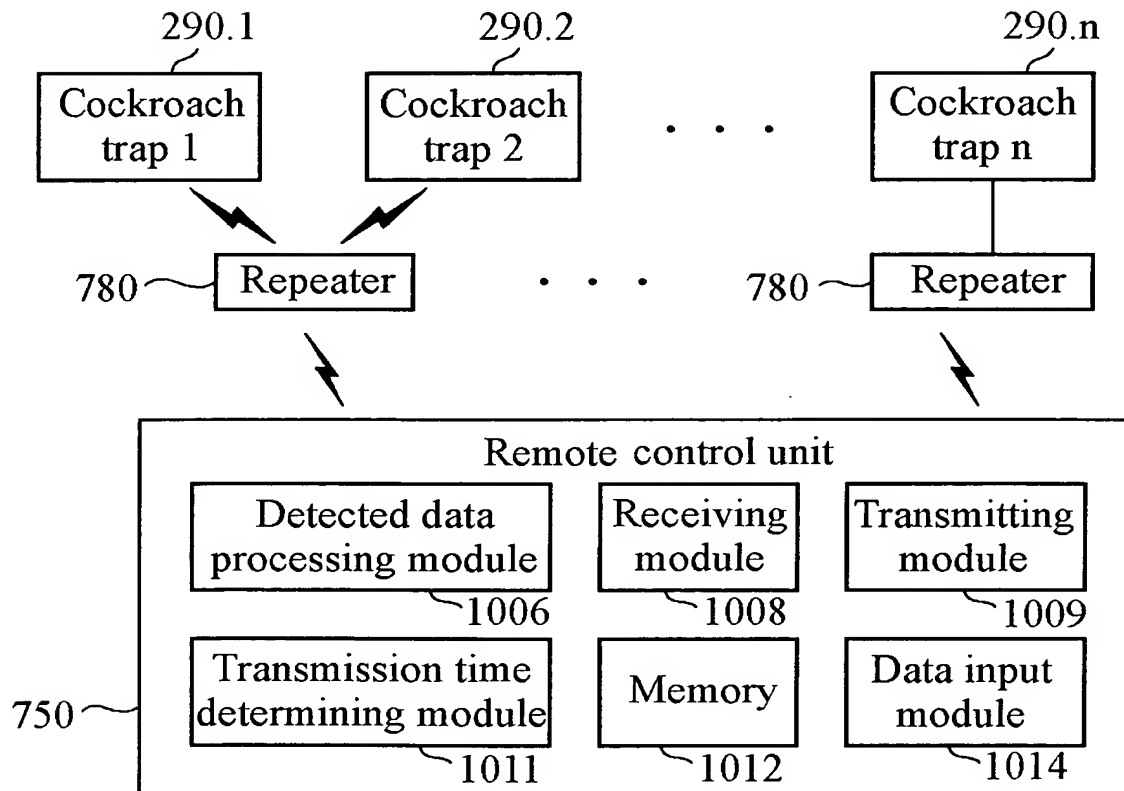 290.1
290.2
290.n
Cockroach
trap 1
Cockroach
trap 2
. . .
Cockroach
trap n
780
Repeater
. . .
780
Repeater
Remote control unit
Detected data
processing module
1006
Receiving
module
1008
Transmitting
module
1009
750
Transmission time
determining module
1011
Memory
1012
Data input
module
1014